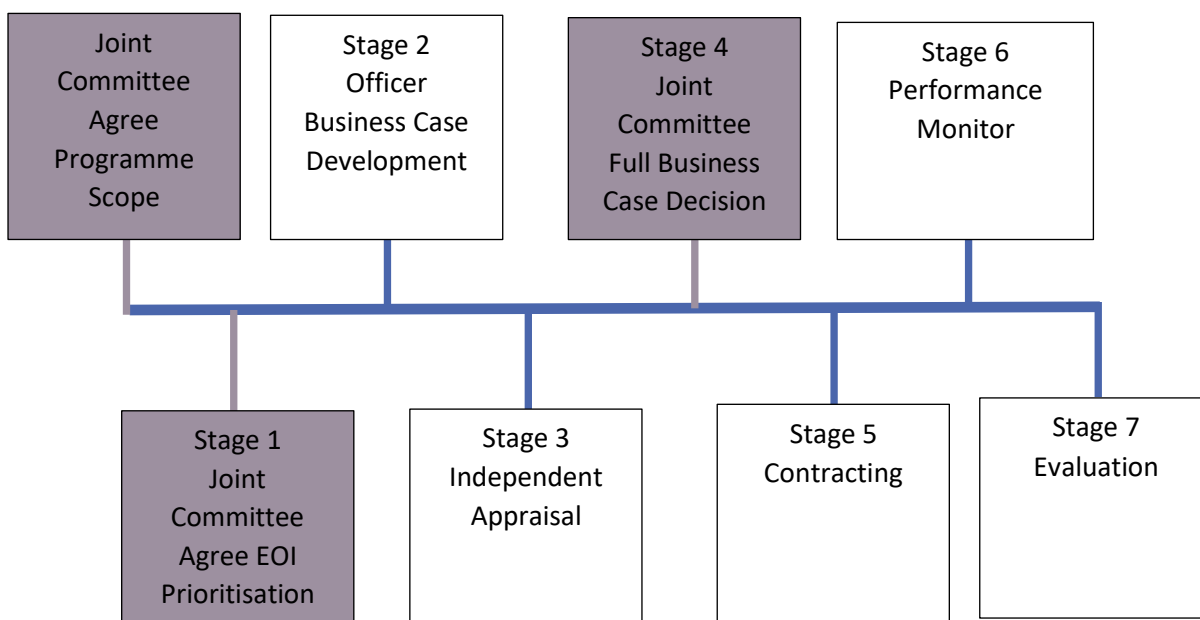 Joint
Committee
Agree
Programme
Scope
Stage 2
Officer
Business Case
Development
Stage 4
Joint
Committee
Full Business
Case Decision
Stage 6
Performance
Monitor
Stage 1
Joint
Committee
Agree EOI
Prioritisation
Stage 3
Independent
Appraisal
Stage 5
Contracting
Stage 7
Evaluation